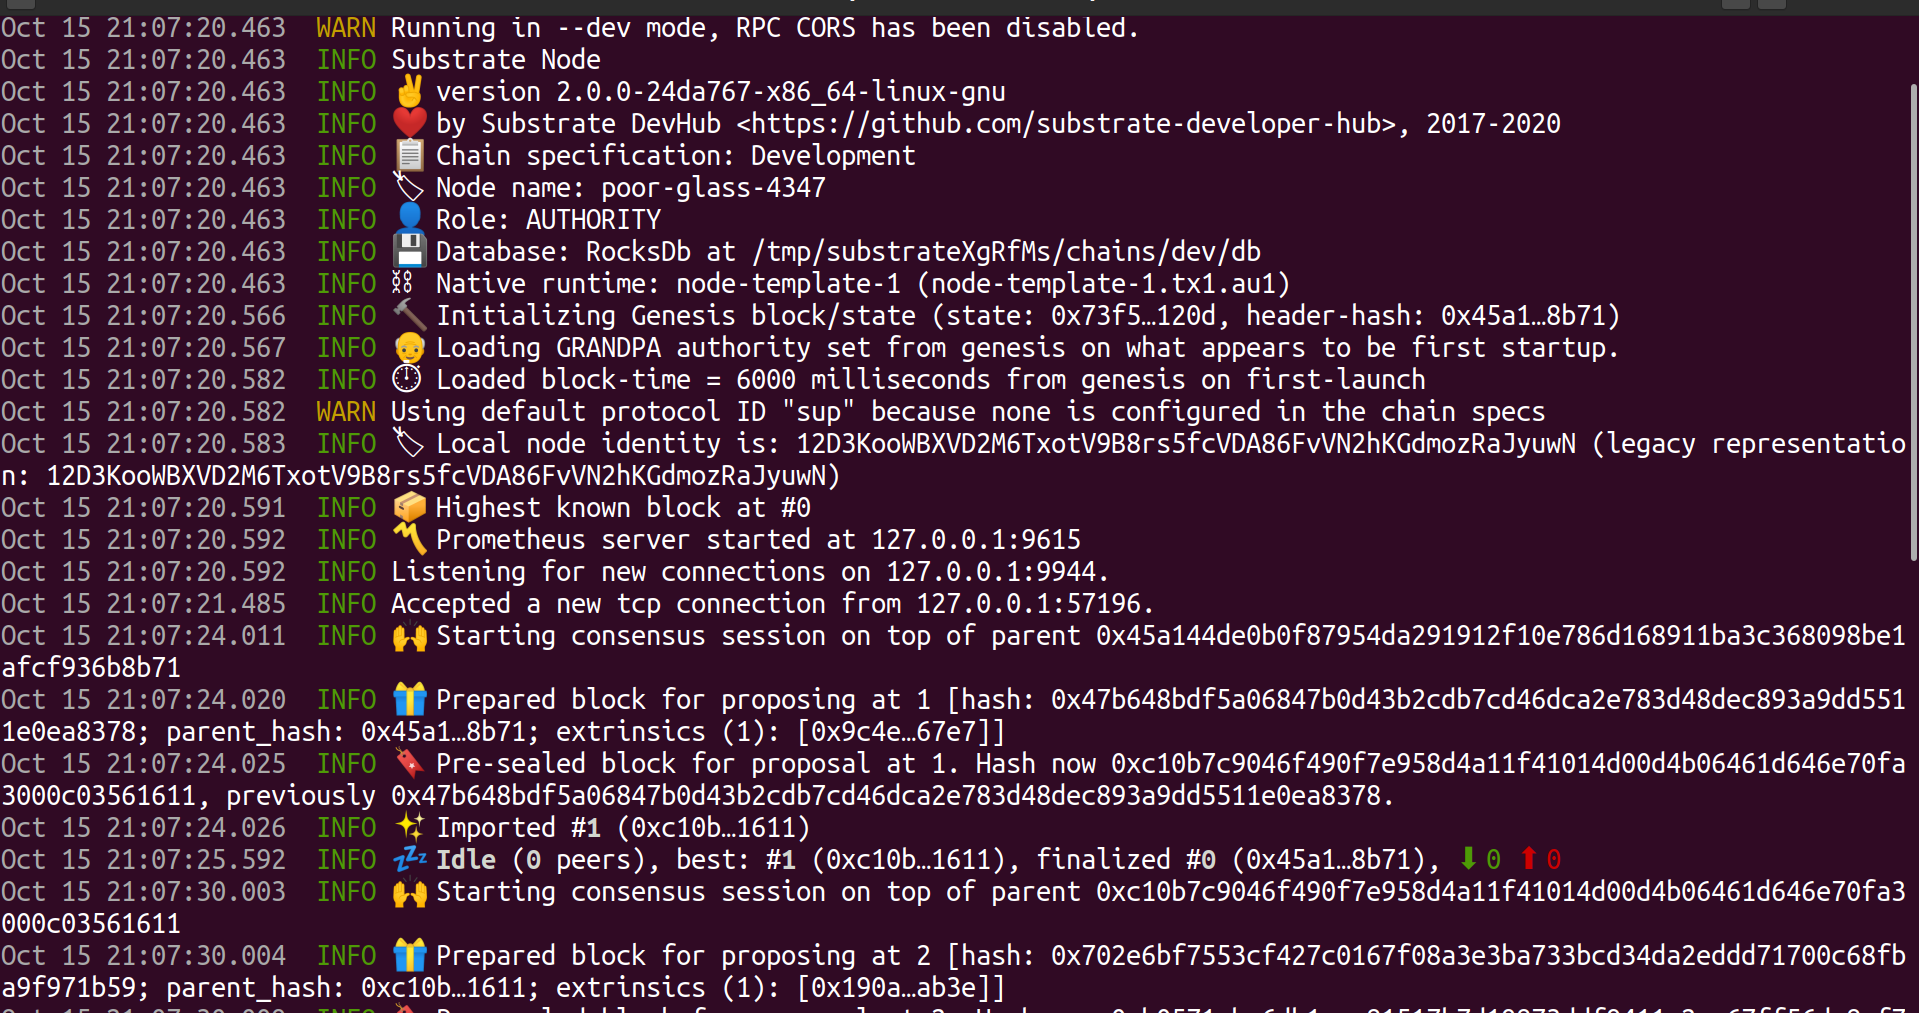 Oct 15 21:07:20.463  WARN Running in --dev mode, RPC CORS has been disabled.
Oct 15 21:07:20.463  INFO Substrate Node
Oct 15 21:07:20.463  INFO ✌️ version 2.0.0-24da767-x86_64-linux-gnu
Oct 15 21:07:20.463  INFO ❤️ by Substrate DevHub <https://github.com/substrate-developer-hub>, 2017-2020
Oct 15 21:07:20.463  INFO 📋 Chain specification: Development
Oct 15 21:07:20.463  INFO 🏷 Node name: poor-glass-4347
Oct 15 21:07:20.463  INFO 👤 Role: AUTHORITY
Oct 15 21:07:20.463  INFO 💾 Database: RocksDb at /tmp/substrateXgRfMs/chains/dev/db
Oct 15 21:07:20.463  INFO ⛓ Native runtime: node-template-1 (node-template-1.tx1.au1)
Oct 15 21:07:20.566  INFO 🔨 Initializing Genesis block/state (state: 0x73f5…120d, header-hash: 0x45a1…8b71)
Oct 15 21:07:20.567  INFO 👴 Loading GRANDPA authority set from genesis on what appears to be first startup.
Oct 15 21:07:20.582  INFO ⏱ Loaded block-time = 6000 milliseconds from genesis on first-launch
Oct 15 21:07:20.582  WARN Using default protocol ID "sup" because none is configured in the chain specs
Oct 15 21:07:20.583  INFO 🏷 Local node identity is: 12D3KooWBXVD2M6TxotV9B8rs5fcVDA86FvVN2hKGdmozRaJyuwN (legacy representatio
n: 12D3KooWBXVD2M6TxotV9B8rs5fcVDA86FvVN2hKGdmozRaJyuwN)
Oct 15 21:07:20.591  INFO 📦 Highest known block at #0
Oct 15 21:07:20.592  INFO 〽️ Prometheus server started at 127.0.0.1:9615
Oct 15 21:07:20.592  INFO Listening for new connections on 127.0.0.1:9944.
Oct 15 21:07:21.485  INFO Accepted a new tcp connection from 127.0.0.1:57196.
Oct 15 21:07:24.011  INFO 🙌 Starting consensus session on top of parent 0x45a144de0b0f87954da291912f10e786d168911ba3c368098be1
afcf936b8b71
Oct 15 21:07:24.020  INFO 🎁 Prepared block for proposing at 1 [hash: 0x47b648bdf5a06847b0d43b2cdb7cd46dca2e783d48dec893a9dd551
1e0ea8378; parent_hash: 0x45a1…8b71; extrinsics (1): [0x9c4e…67e7]]
Oct 15 21:07:24.025  INFO 🔖 Pre-sealed block for proposal at 1. Hash now 0xc10b7c9046f490f7e958d4a11f41014d00d4b06461d646e70fa
3000c03561611, previously 0x47b648bdf5a06847b0d43b2cdb7cd46dca2e783d48dec893a9dd5511e0ea8378.
Oct 15 21:07:24.026  INFO ✨ Imported #1 (0xc10b…1611)
Oct 15 21:07:25.592  INFO 💤 Idle (0 peers), best: #1 (0xc10b…1611), finalized #0 (0x45a1…8b71), ⬇ 0 ⬆ 0
Oct 15 21:07:30.003  INFO 🙌 Starting consensus session on top of parent 0xc10b7c9046f490f7e958d4a11f41014d00d4b06461d646e70fa3
000c03561611
Oct 15 21:07:30.004  INFO 🎁 Prepared block for proposing at 2 [hash: 0x702e6bf7553cf427c0167f08a3e3ba733bcd34da2eddd71700c68fb
a9f971b59; parent_hash: 0xc10b…1611; extrinsics (1): [0x190a…ab3e]]